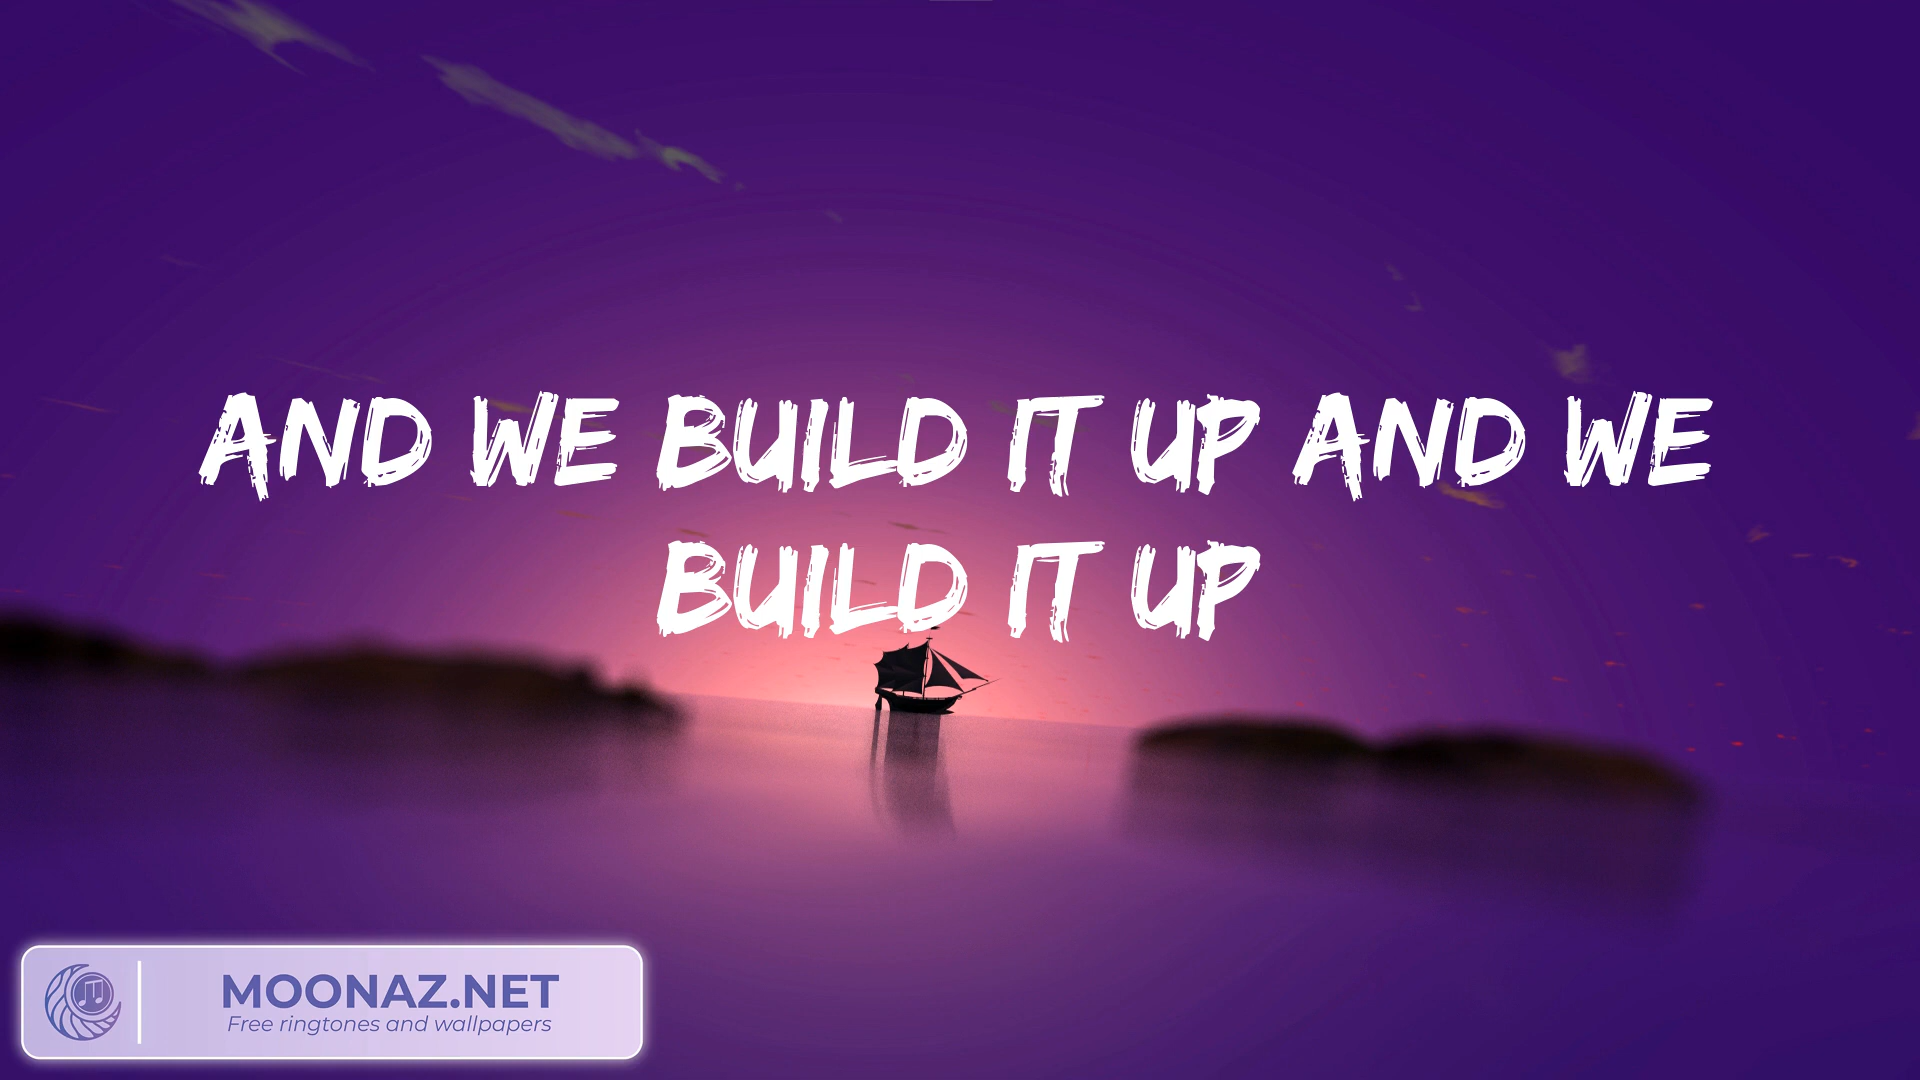 AND WE BUILD IT UP AND WE
BUILD IT UP
MOONAZ.NET
Free ringtones and wallpapers